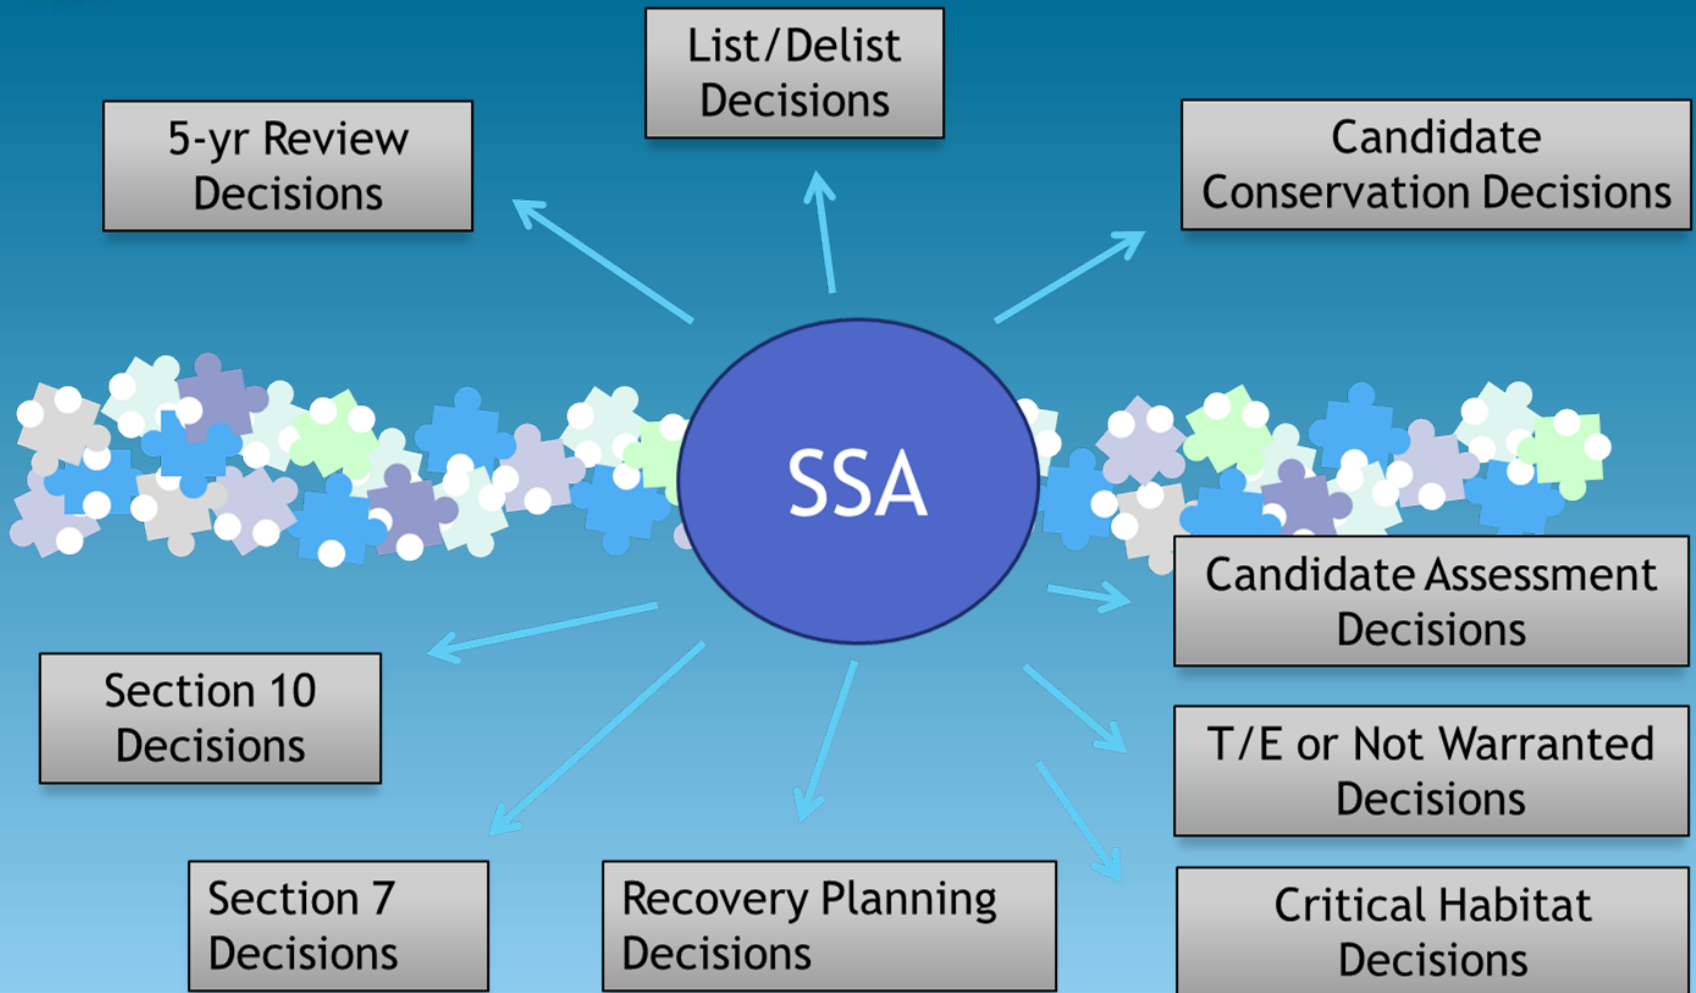 List/Delist
Decisions
5-yr Review
Decisions
Candidate
Conservation Decisions
SSA
Candidate Assessment
Decisions
Section 10
Decisions
T/E or Not Warranted
Decisions
Section 7
Decisions
Recovery Planning
Decisions
Critical Habitat
Decisions